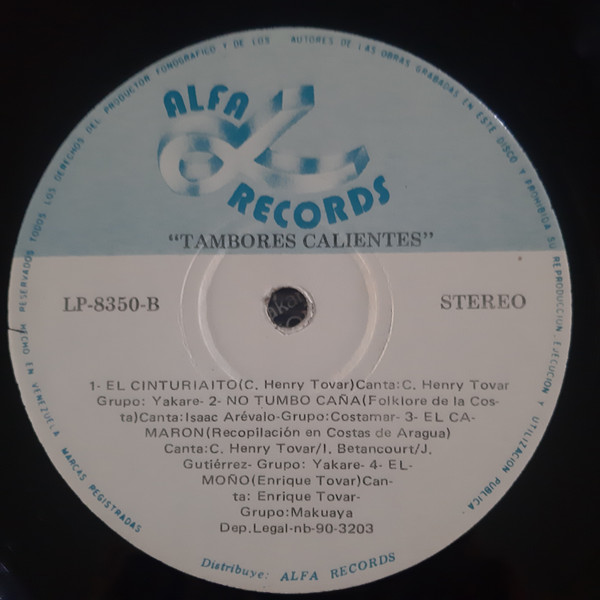 HECHO EN VENEZUELA RESERVADOS TODOS LOS DERECHOS DEL PRODUCTOR FONOGRAFICO Y DE LOS AUTORES DE LAS OBRAS GRABADAS EN ESTE DISCO Y PROHIBIDA SU REPRODUCCION, EJECUCION Y UTILIZACION PUBLICA
ALFA
RECORDS
“TAMBORES CALIENTES”
LP-8350-B
STEREO
1- EL CINTURIAITO(C. Henry Tovar)Canta: C. Henry Tovar
Grupo: Yakare- 2- NO TUMBO CAÑA(Folklore de la Cos-
ta)Canta:Isaac Arévalo-Grupo:Costamar- 3- EL CA-
MARON(Recopilación en Costas de Aragua)
Canta:C. Henry Tovar/I. Betancourt/J.
Gutiérrez- Grupo: Yakare- 4- EL-
MOÑO(Enrique Tovar)Can-
ta: Enrique Tovar-
Grupo:Makuaya
Dep.Legal-nb-90-3203
MARCAS REGISTRADAS
Distribuye: ALFA RECORDS